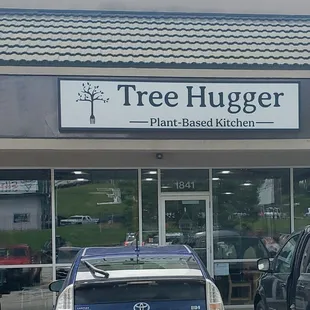 Tree Hugger
Plant-Based Kitchen
1841